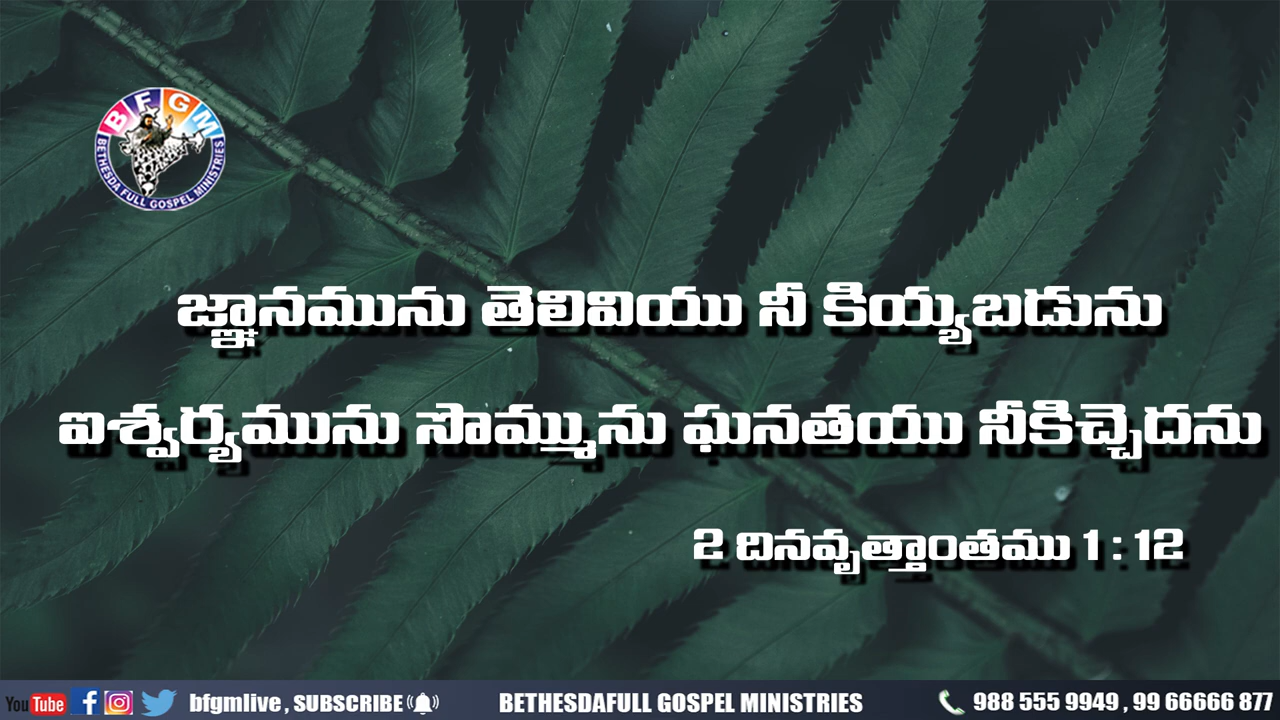 BFGM
BETHESDA FULL GOSPEL MINISTRIES
జ్ఞానమును తెలివియు నీ కియ్యబడును
ఐశ్వర్యమును సొమ్మును ఘనతయు నీకిచ్చెదను
2 దినవృత్తాంతము 1 : 12
YouTube bfgmlive , SUBSCRIBE BETHESDAFULL GOSPEL MINISTRIES 988 555 9949 , 99 66666 877